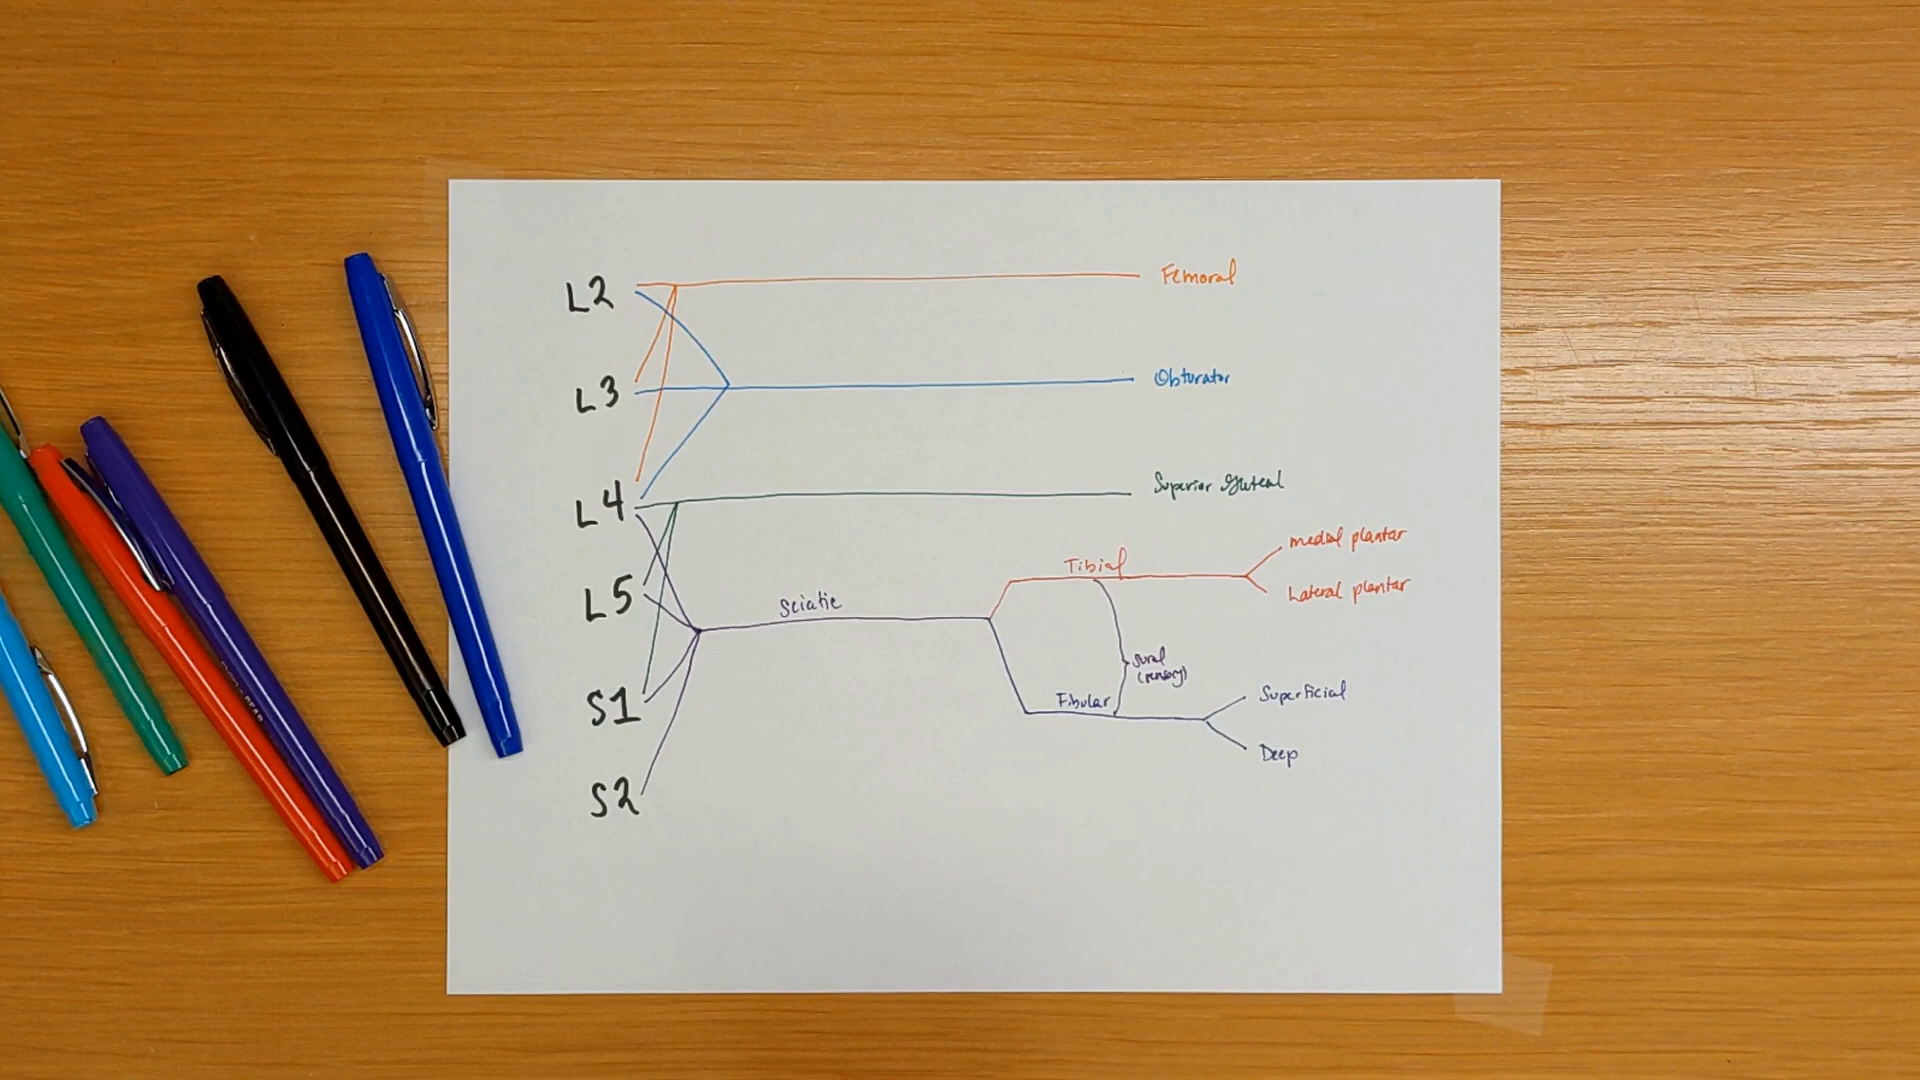 L2
Femoral
L3
Obturator
L4
Superior Gluteal
L5
Sciatic
Tibial
medial plantar
Lateral plantar
Sural
(sensory)
S1
Fibular
Superficial
Deep
S2